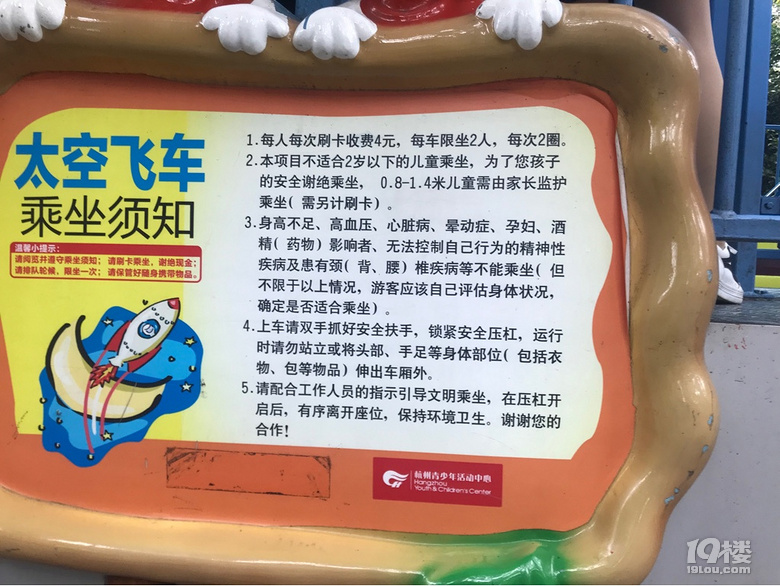 太空飞车
乘坐须知
温馨小提示:
请阅览并遵守乘坐须知; 请刷卡乘坐, 谢绝现金;
请排队轮候、限坐一次; 请保管好随身携带物品。
1.每人每次刷卡收费4元, 每车限坐2人, 每次2圈。
2.本项目不适合2岁以下的儿童乘坐, 为了您孩子
的安全谢绝乘坐, 0.8-1.4米儿童需由家长监护
乘坐( 需另计刷卡)。
3.身高不足、高血压、心脏病、晕动症、孕妇、酒
精( 药物) 影响者、无法控制自己行为的精神性
疾病及患有颈( 背、腰) 椎疾病等不能乘坐( 但
不限于以上情况, 游客应该自己评估身体状况,
确定是否适合乘坐)。
4.上车请双手抓好安全扶手, 锁紧安全压杠, 运行
时请勿站立或将头部、手足等身体部位( 包括衣
物、包等物品) 伸出车厢外。
5.请配合工作人员的指示引导文明乘坐, 在压杠开
启后, 有序离开座位, 保持环境卫生。谢谢您的
合作!
杭州青少年活动中心
Hangzhou
Youth & Children's Center
19楼
19lou.com